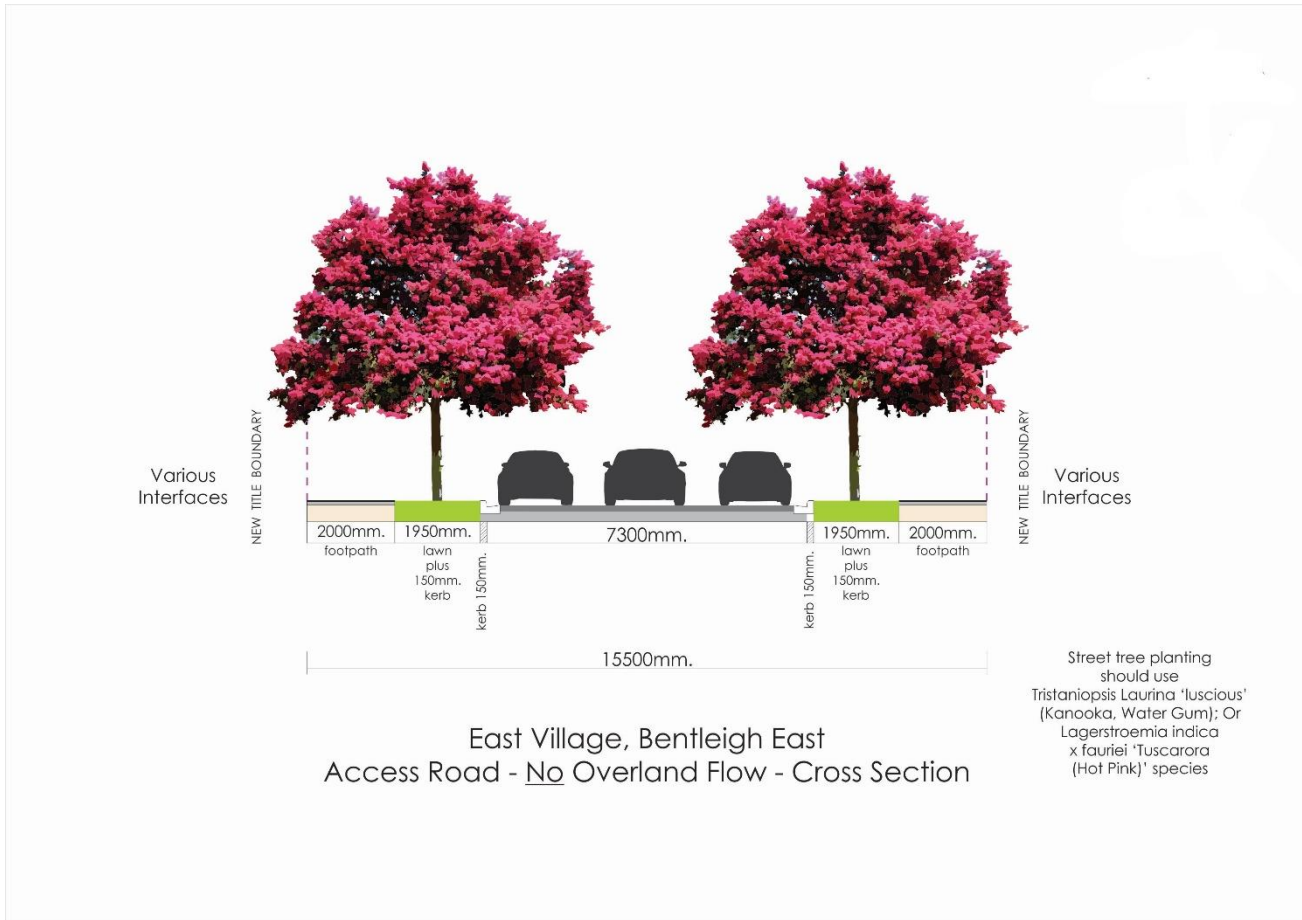 NEW TITLE BOUNDARY
NEW TITLE BOUNDARY
Various
Interfaces
Various
Interfaces
2000mm.
footpath
1950mm.
lawn
plus
150mm.
kerb
kerb 150mm.
7300mm.
kerb 150mm.
1950mm.
lawn
plus
150mm.
kerb
2000mm.
footpath
15500mm.
Street tree planting
should use
Tristaniopsis Laurina ‘luscious’
(Kanooka, Water Gum); Or
Lagerstroemia indica
x fauriei ‘Tuscarora
(Hot Pink)’ species
East Village, Bentleigh East
Access Road - No Overland Flow - Cross Section